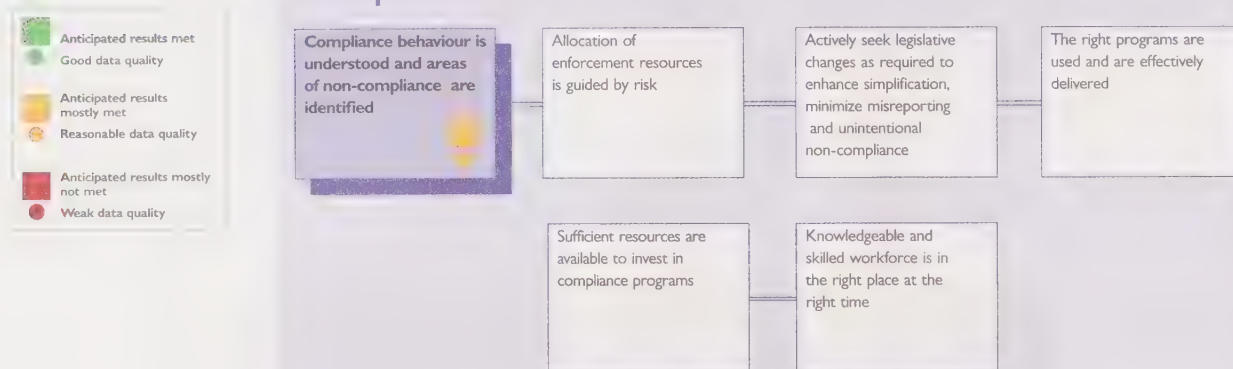 Anticipated results met
Good data quality
Anticipated results
mostly met
Reasonable data quality
Anticipated results mostly
not met
Weak data quality
Compliance behaviour is
understood and areas
of non-compliance are
identified
Allocation of
enforcement resources
is guided by risk
Actively seek legislative
changes as required to
enhance simplification,
minimize misreporting
and unintentional
non-compliance
The right programs are
used and are effectively
delivered
Sufficient resources are
available to invest in
compliance programs
Knowledgeable and
skilled workforce is in
the right place at the
right time